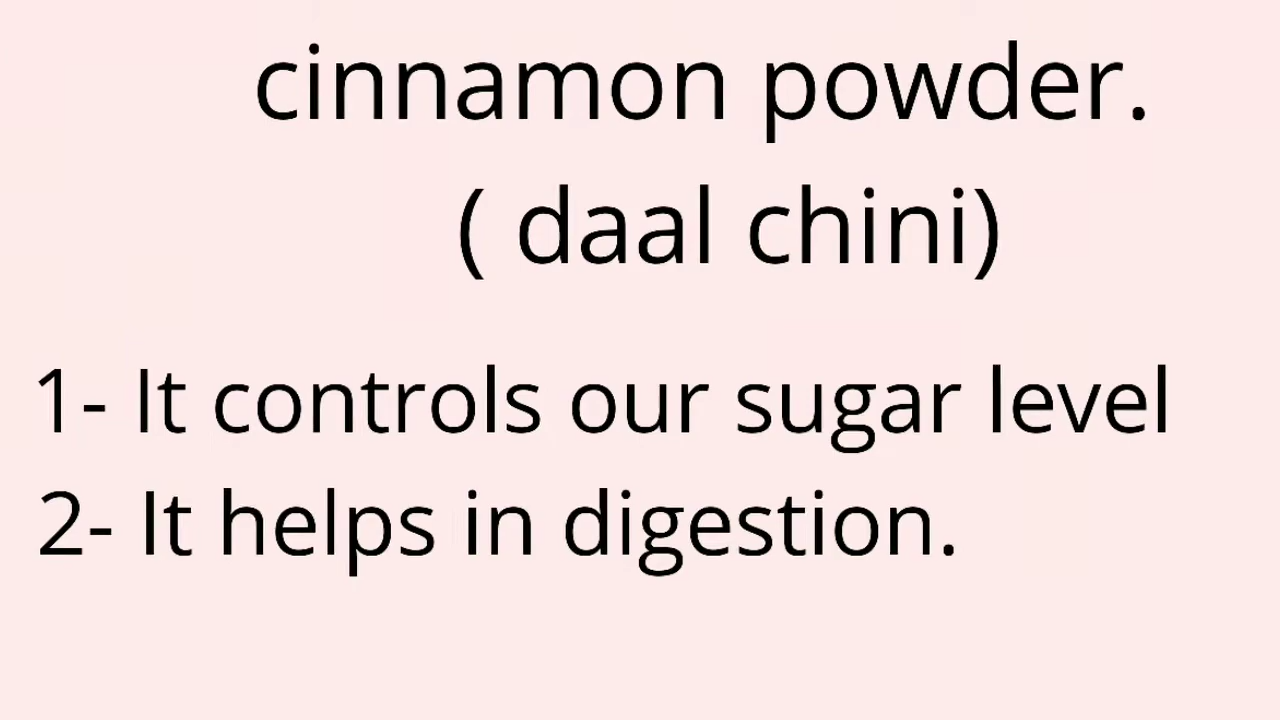 cinnamon powder.
( daal chini)
1- It controls our sugar level
2- It helps in digestion.